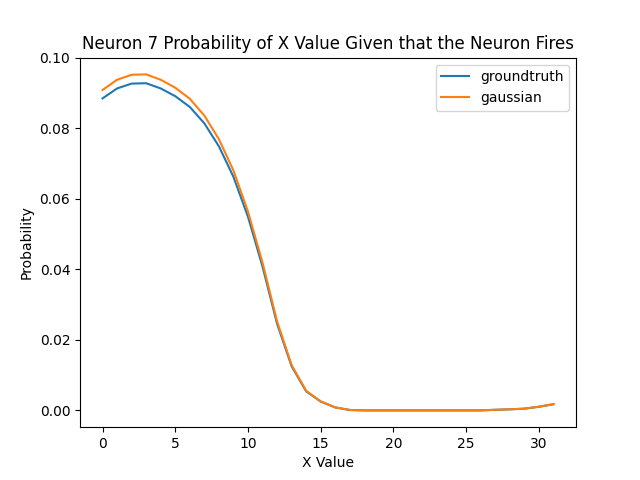 Neuron 7 Probability of X Value Given that the Neuron Fires
groundtruth
gaussian
Probability
0.10
0.08
0.06
0.04
0.02
0.00
0 5 10 15 20 25 30
X Value